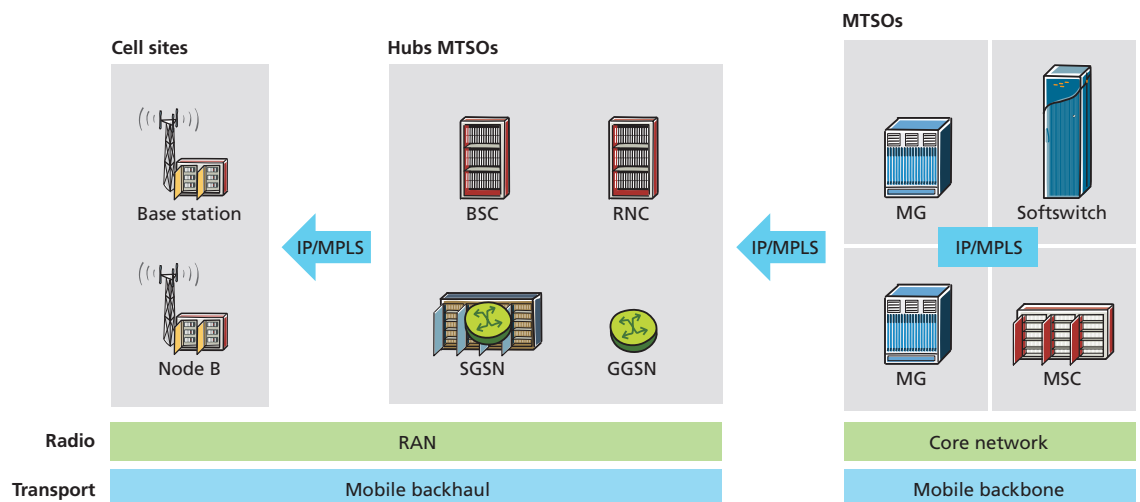 Cell sites
Hubs MTSOs
MTSOs
Base station
BSC
RNC
MG
Softswitch
IP/MPLS
IP/MPLS
IP/MPLS
Node B
SGSN
GGSN
MG
MSC
Radio
RAN
Core network
Transport
Mobile backhaul
Mobile backbone